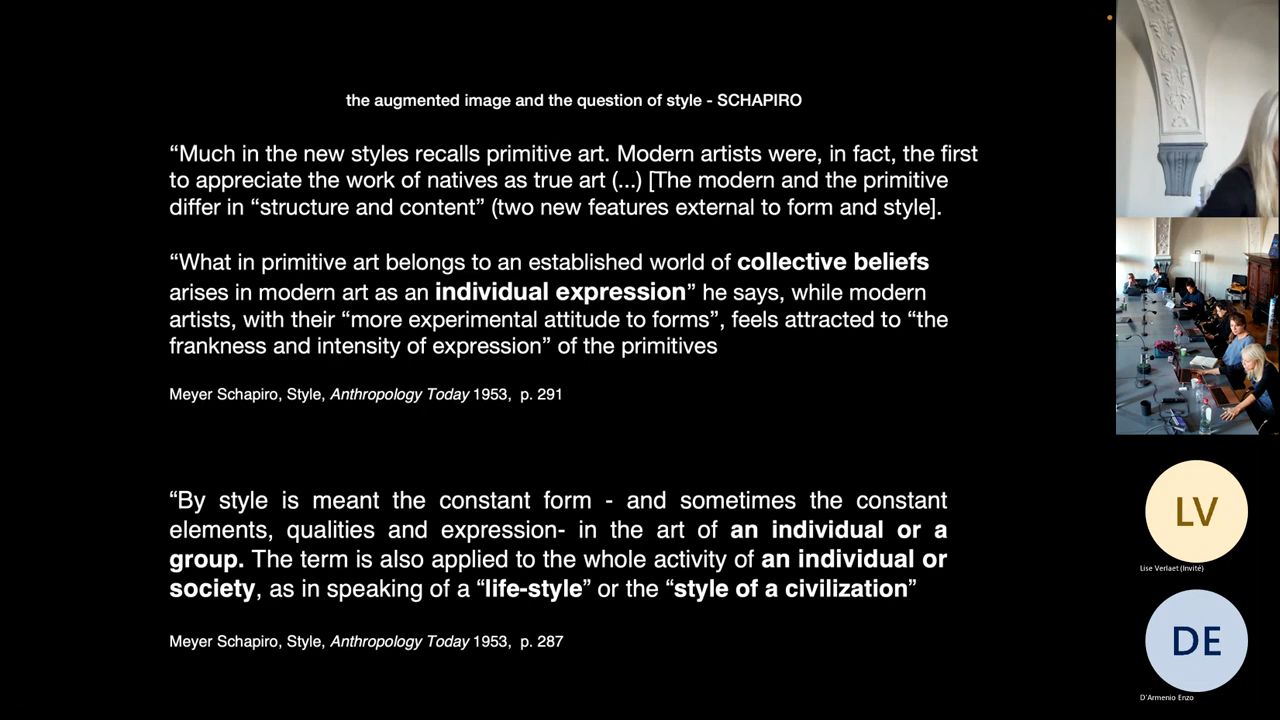 the augmented image and the question of style - SCHAPIRO
“Much in the new styles recalls primitive art. Modern artists were, in fact, the first
to appreciate the work of natives as true art (...) [The modern and the primitive
differ in “structure and content” (two new features external to form and style].
“What in primitive art belongs to an established world of collective beliefs
arises in modern art as an individual expression” he says, while modern
artists, with their “more experimental attitude to forms”, feels attracted to “the
frankness and intensity of expression” of the primitives
Meyer Schapiro, Style, Anthropology Today 1953, p. 291
“By style is meant the constant form - and sometimes the constant
elements, qualities and expression- in the art of an individual or a
group. The term is also applied to the whole activity of an individual or
society, as in speaking of a “life-style” or the “style of a civilization”
Meyer Schapiro, Style, Anthropology Today 1953, p. 287
LV
Lise Verlaet (Invité)
DE
D'Armenio Enzo